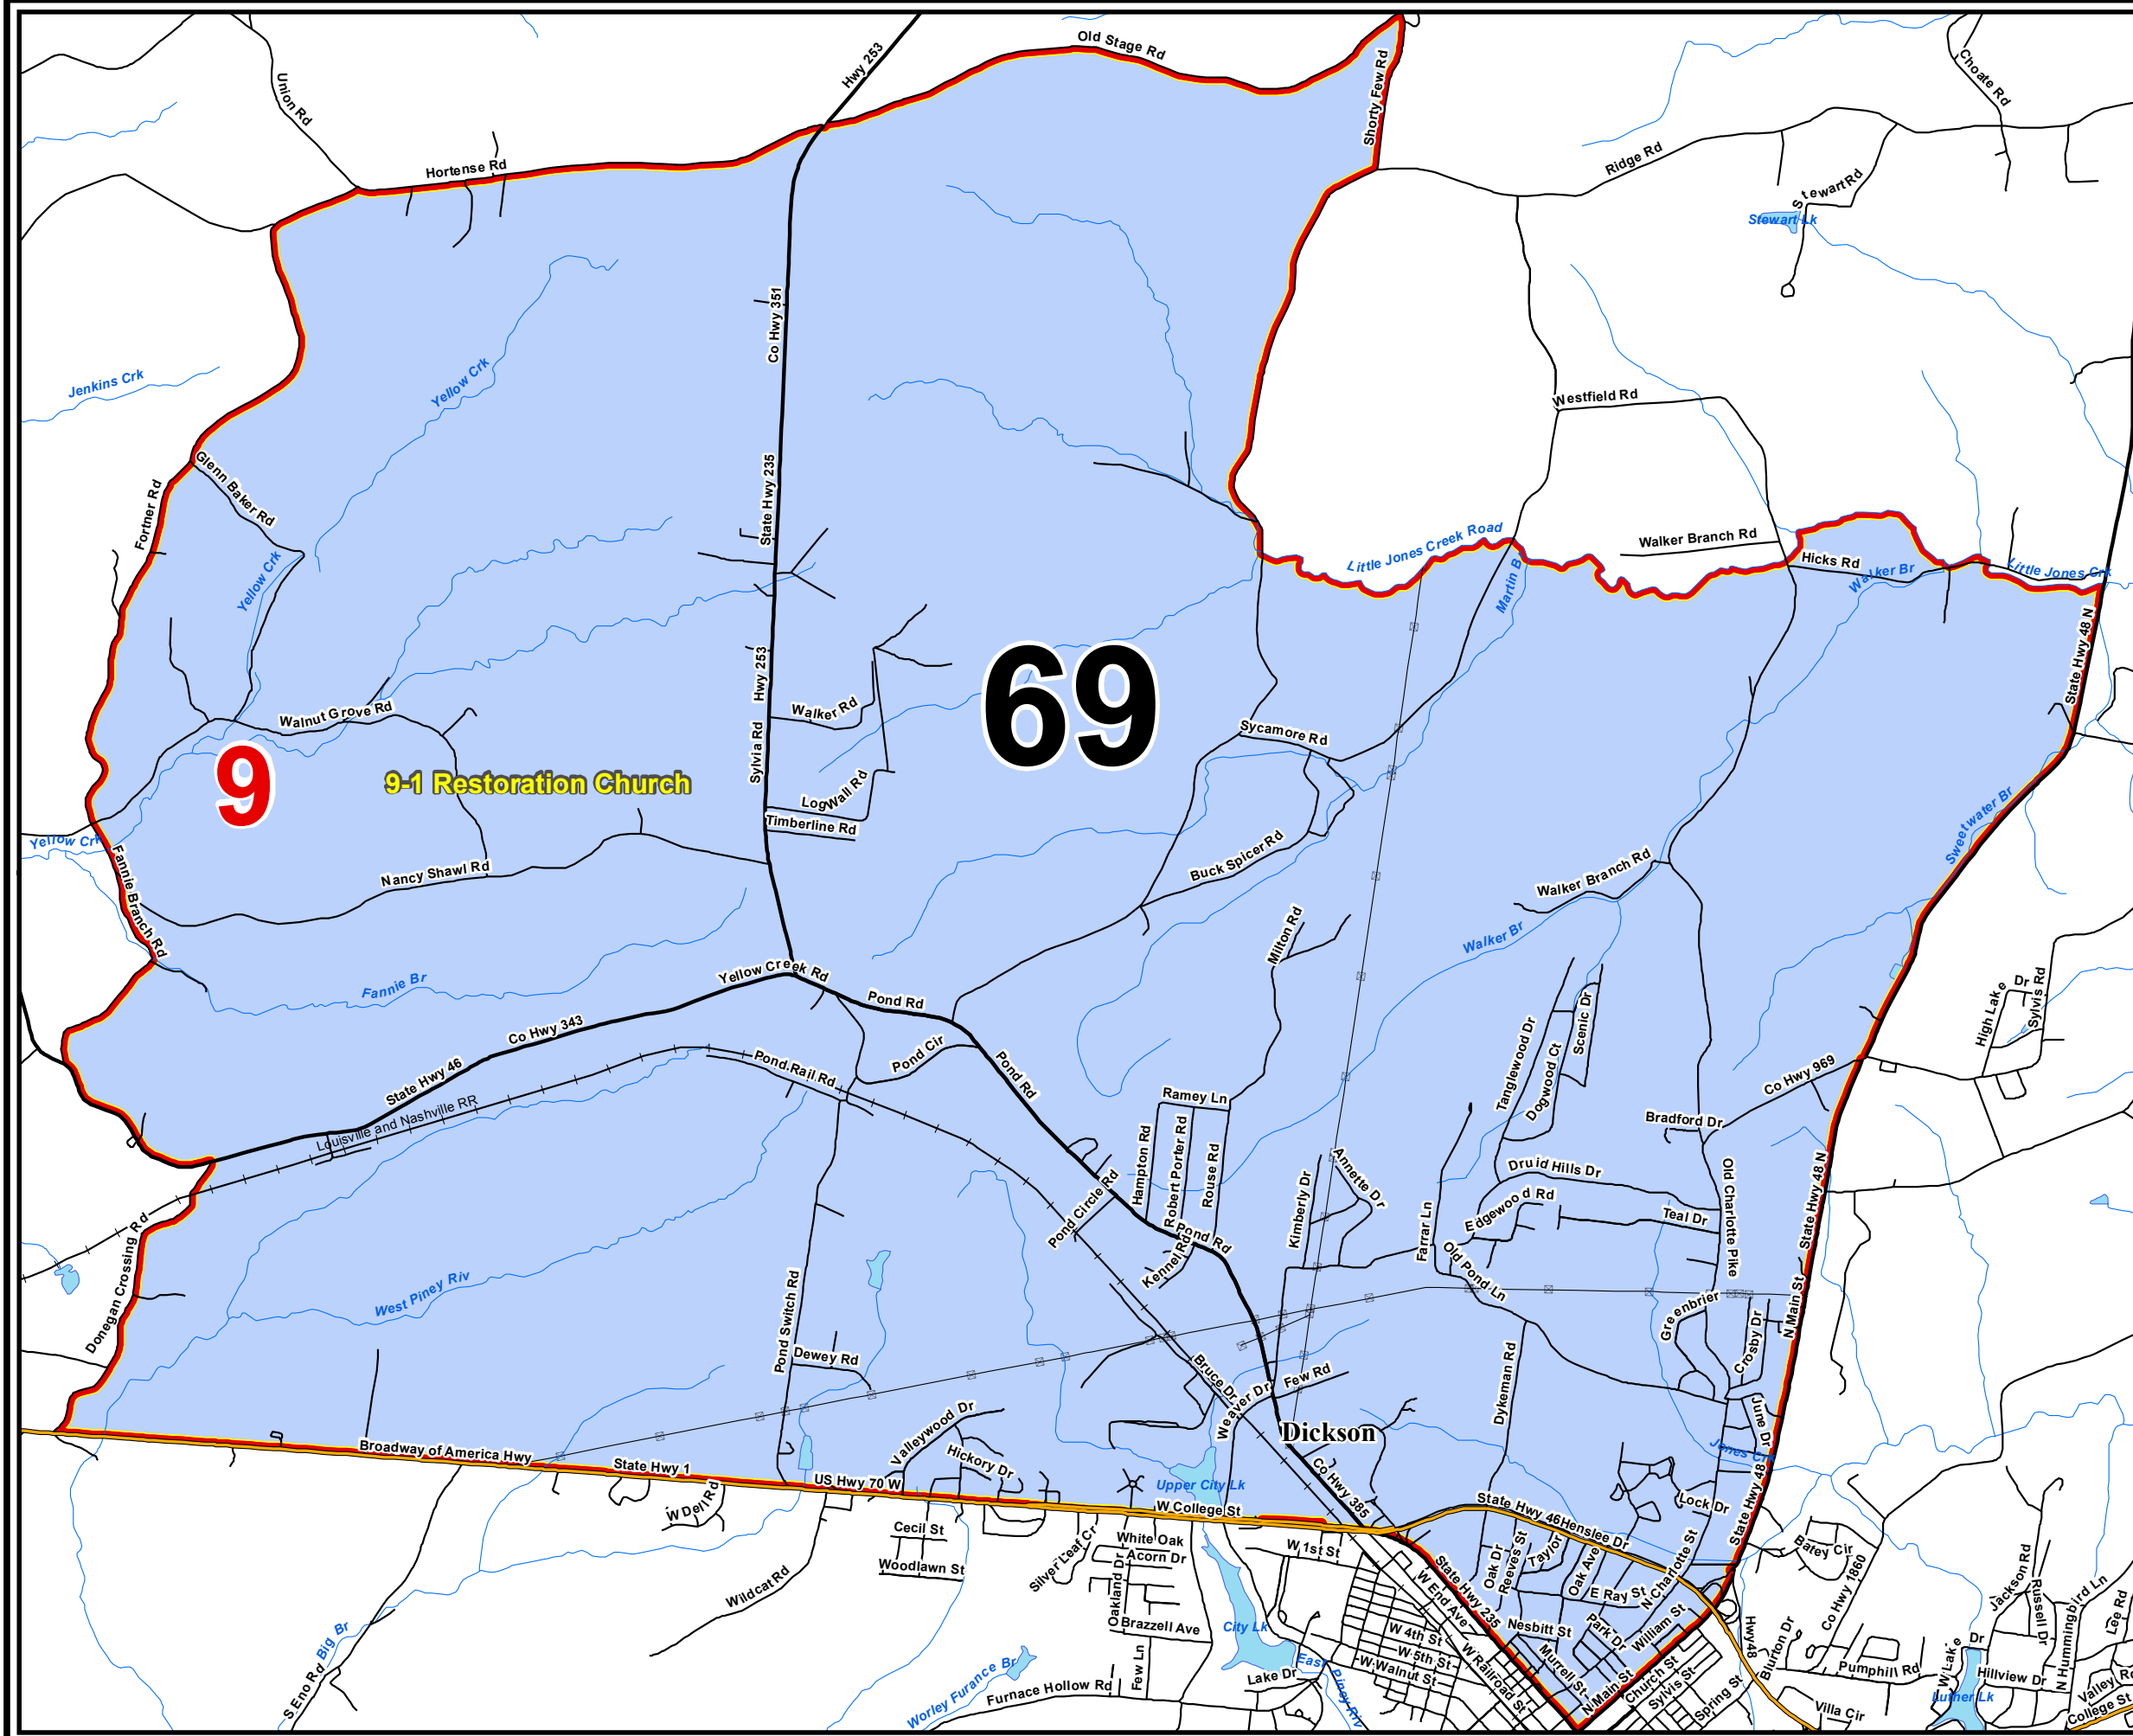 Old Stage Rd
Hwy 253
Union Rd
Shorty Few Rd
Choate Rd
Hortense Rd
Ridge Rd
Stewart Rd
Stewart Lk
Co Hwy 351
Jenkins Crk
Yellow Crk
Westfield Rd
Glenn Baker Rd
Fortner Rd
State Hwy 235
Little Jones Creek Road
Walker Branch Rd
Hicks Rd
Walker Br
Little Jones Crk
Yellow Crk
Martin B
State Hwy 48 N
69
Hwy 253
Walnut Grove Rd
Walker Rd
Sycamore Rd
9
9-1 Restoration Church
Sylvia Rd
Log Wall Rd
Timberline Rd
Yellow Crk
Sweetwater Br
Fannie Branch Rd
Nancy Shawl Rd
Buck Spicer Rd
Walker Branch Rd
Milton Rd
Walker Br
Fannie Br
Yellow Creek Rd
Pond Rd
High Lake Dr
Sylvis Rd
Co Hwy 343
Scenic Dr
Tanglewood Dr
Dogwood Ct
Pond Cir
Pond Rd
Pond Rail Rd
State Hwy 46
Louisville and Nashville RR
Co Hwy 969
Ramey Ln
Bradford Dr
Hampton Rd
Robert Porter Rd
Rouse Rd
Annette Dr
Druid Hills Dr
Old Charlotte Pike
State Hwy 48 N
Pond Circle Rd
Kimberly Dr
Farrar Ln
Edgewood Rd
Teal Dr
Pond Rd
Kennel Rd
Donegan Crossing Rd
Old Pond Ln
West Piney Riv
Pond Switch Rd
Greenbrier
N Main St
Crosby Dr
Dewey Rd
Bruce Dr
Few Rd
Weaver Dr
Dykeman Rd
June Dr
Dickson
Valleywood Dr
Jones Crk
Broadway of America Hwy
State Hwy 1
Hickory Dr
US Hwy 70 W
Upper City Lk
Co Hwy 385
W College St
State Hwy 46
Henslee Dr
Lock Dr
State Hwy 48
W Dell Rd
Cecil St
Woodlawn St
Silver Leaf Cr
White Oak
Acorn Dr
Oakland Dr
W 1st St
State Hwy 235
Oak Dr
Reeves St
Taylor
Oak Ave
N Charlotte St
Batey Cir
Co Hwy 1860
Wildcat Rd
W End Ave
E Ray St
Jackson Rd
Russell Dr
N Hummingbird Ln
Lee Rd
Brazzell Ave
City Lk
W 4th St
W 5th St
W Walnut St
W Railroad St
Nesbitt St
Park Dr
William St
Murrell St
N Main St
Church St
Sylvis St
Spring St
Hwy 48
Blurton Dr
Big Br
S Eno Rd
Worley Furance Br
Few Ln
Furnace Hollow Rd
Lake Dr
East Piney Riv
Pumphill Rd
W Lake Dr
Hillview Dr
Luther Lk
Villa Cir
Valley Rd
College St